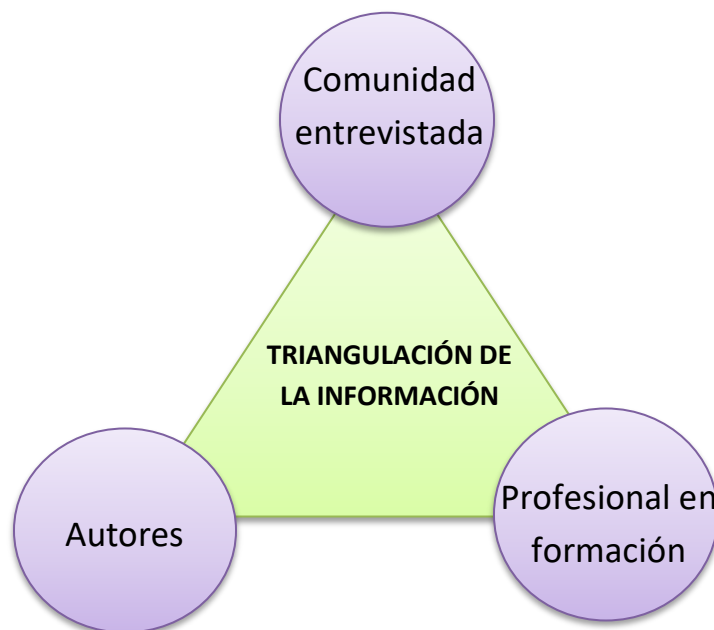 Comunidad
entrevistada
TRIANGULACIÓN DE
LA INFORMACIÓN
Autores
Profesional en
formación